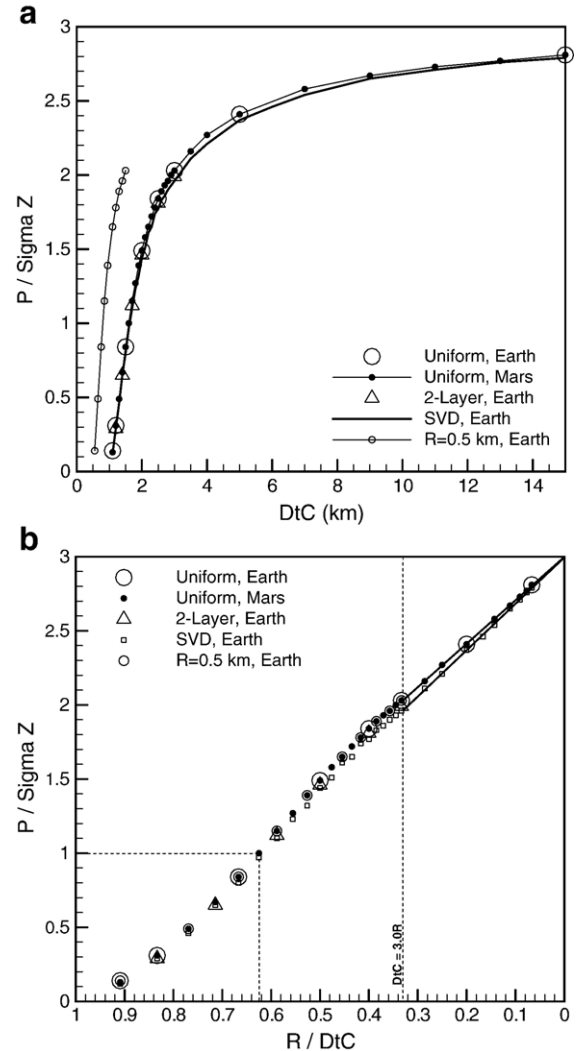 a
3
2.5
2
1.5
1
0.5
0
P / Sigma Z
0 2 4 6 8 10 12 14
DtC (km)
Uniform, Earth
Uniform, Mars
2-Layer, Earth
SVD, Earth
R=0.5 km, Earth
b
3
2.5
2
1.5
1
0.5
0
P / Sigma Z
1 0.9 0.8 0.7 0.6 0.5 0.4 0.3 0.2 0.1 0
R / DtC
Uniform, Earth
Uniform, Mars
2-Layer, Earth
SVD, Earth
R=0.5 km, Earth
DtC = 3.0R